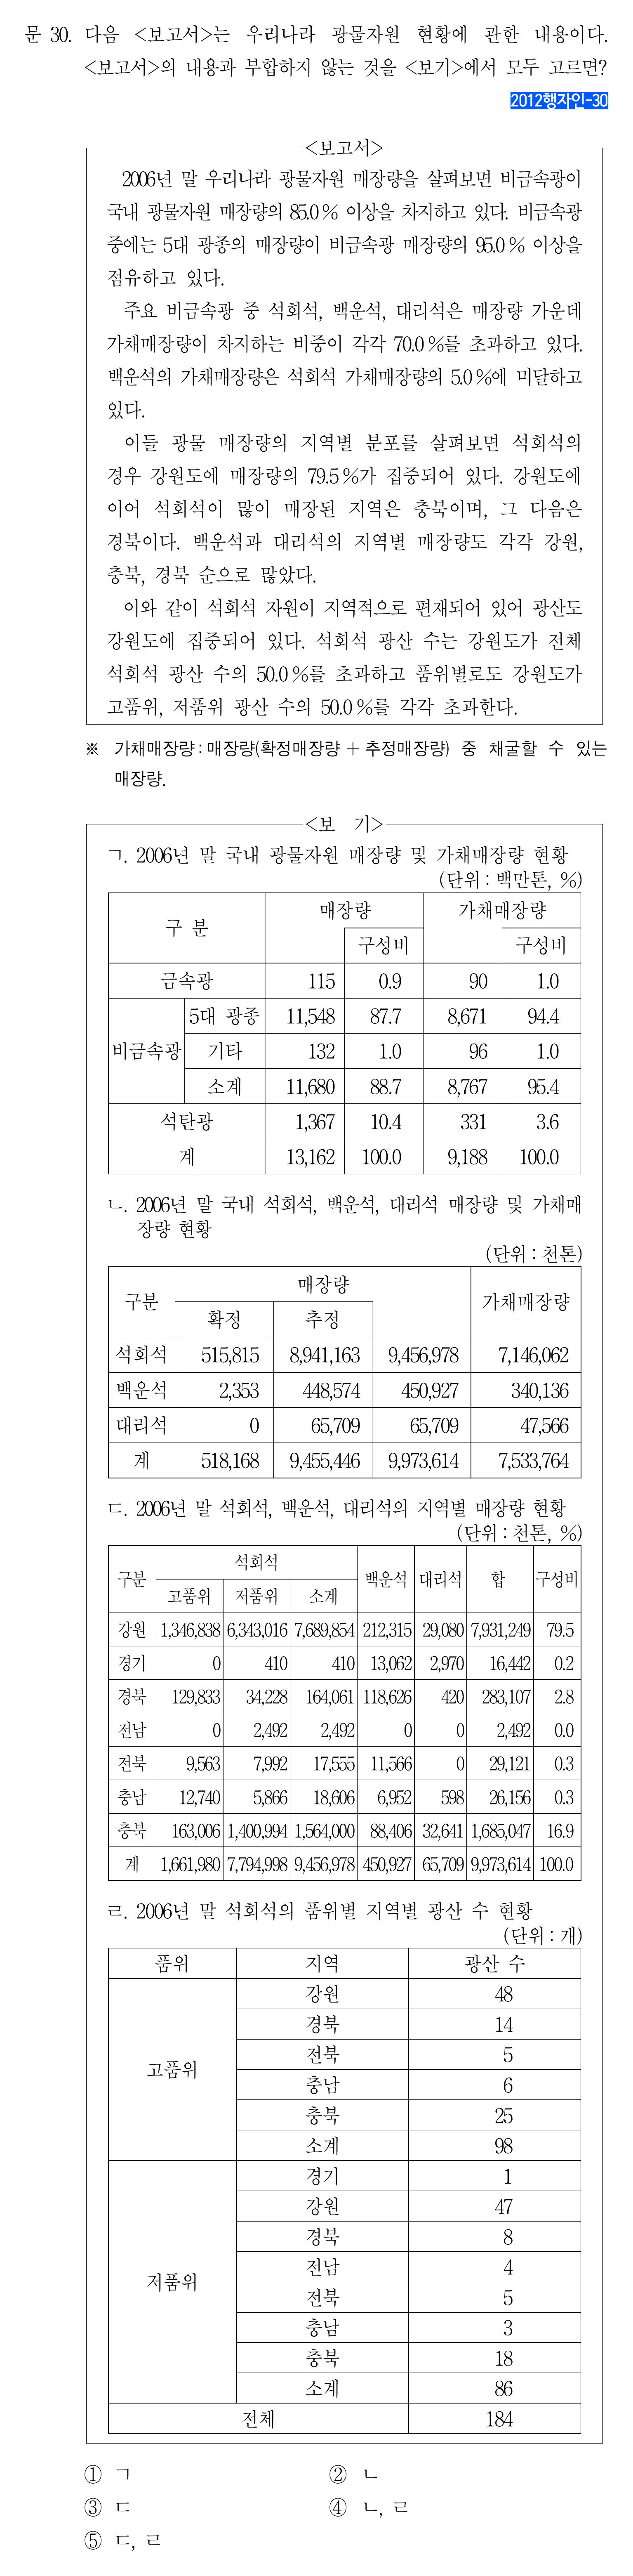 문 30. 다음 <보고서>는 우리나라 광물자원 현황에 관한 내용이다.
<보고서>의 내용과 부합하지 않는 것을 <보기>에서 모두 고르면?
2012행자인-30
<보고서>
2006년 말 우리나라 광물자원 매장량을 살펴보면 비금속광이
국내 광물자원 매장량의 85.0 % 이상을 차지하고 있다. 비금속광
중에는 5대 광종의 매장량이 비금속광 매장량의 95.0 % 이상을
점유하고 있다.
주요 비금속광 중 석회석, 백운석, 대리석은 매장량 가운데
가채매장량이 차지하는 비중이 각각 70.0 %를 초과하고 있다.
백운석의 가채매장량은 석회석 가채매장량의 5.0 %에 미달하고
있다.
이들 광물 매장량의 지역별 분포를 살펴보면 석회석의
경우 강원도에 매장량의 79.5 %가 집중되어 있다. 강원도에
이어 석회석이 많이 매장된 지역은 충북이며, 그 다음은
경북이다. 백운석과 대리석의 지역별 매장량도 각각 강원,
충북, 경북 순으로 많았다.
이와 같이 석회석 자원이 지역적으로 편재되어 있어 광산도
강원도에 집중되어 있다. 석회석 광산 수는 강원도가 전체
석회석 광산 수의 50.0 %를 초과하고 품위별로도 강원도가
고품위, 저품위 광산 수의 50.0 %를 각각 초과한다.
※ 가채매장량 : 매장량(확정매장량 + 추정매장량) 중 채굴할 수 있는
매장량.
<보 기>
ㄱ. 2006년 말 국내 광물자원 매장량 및 가채매장량 현황
(단위 : 백만톤, %)
구 분 매장량 가채매장량
구성비 구성비
금속광 115 0.9 90 1.0
5대 광종 11,548 87.7 8,671 94.4
비금속광 기타 132 1.0 96 1.0
소계 11,680 88.7 8,767 95.4
석탄광 1,367 10.4 331 3.6
계 13,162 100.0 9,188 100.0
ㄴ. 2006년 말 국내 석회석, 백운석, 대리석 매장량 및 가채매
장량 현황
(단위 : 천톤)
구분 매장량 가채매장량
확정 추정
석회석 515,815 8,941,163 9,456,978 7,146,062
백운석 2,353 448,574 450,927 340,136
대리석 0 65,709 65,709 47,566
계 518,168 9,455,446 9,973,614 7,533,764
ㄷ. 2006년 말 석회석, 백운석, 대리석의 지역별 매장량 현황
(단위 : 천톤, %)
구분 석회석 백운석 대리석 합 구성비
고품위 저품위 소계
강원 1,346,838 6,343,016 7,689,854 212,315 29,080 7,931,249 79.5
경기 0 410 410 13,062 2,970 16,442 0.2
경북 129,833 34,228 164,061 118,626 420 283,107 2.8
전남 0 2,492 2,492 0 0 2,492 0.0
전북 9,563 7,992 17,555 11,566 0 29,121 0.3
충남 12,740 5,866 18,606 6,952 598 26,156 0.3
충북 163,006 1,400,994 1,564,000 88,406 32,641 1,685,047 16.9
계 1,661,980 7,794,998 9,456,978 450,927 65,709 9,973,614 100.0
ㄹ. 2006년 말 석회석의 품위별 지역별 광산 수 현황
(단위 : 개)
품위 지역 광산 수
고품위 강원 48
경북 14
전북 5
충남 6
충북 25
소계 98
저품위 경기 1
강원 47
경북 8
전남 4
전북 5
충남 3
충북 18
소계 86
전체 184
① ㄱ ② ㄴ
③ ㄷ ④ ㄴ, ㄹ
⑤ ㄷ, ㄹ